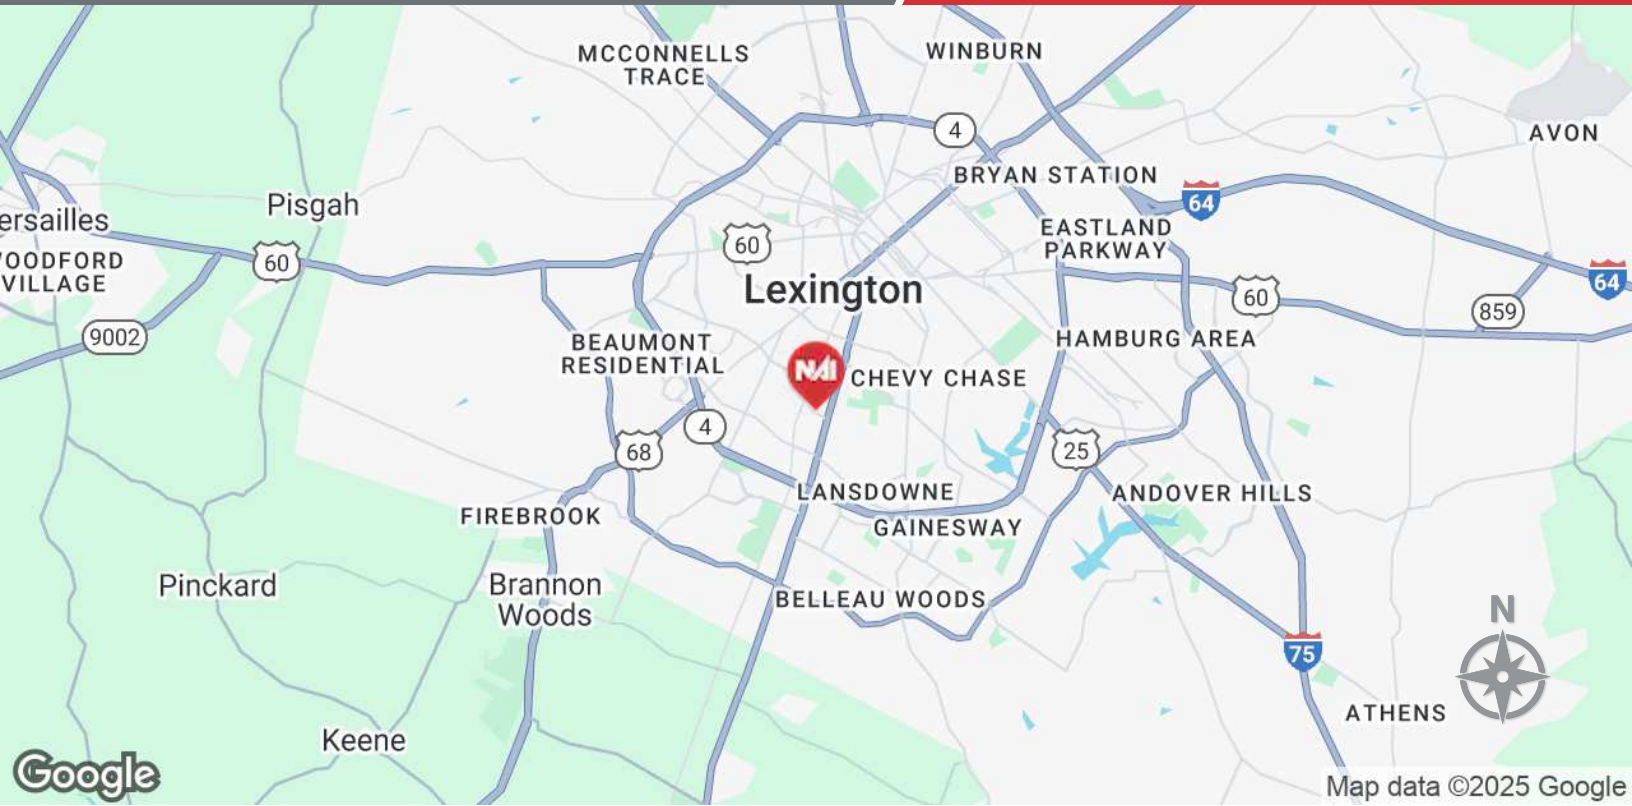 MCCONNELLS
TRACE
WINBURN
4
AVON
BRYAN STATION
64
Pisgah
ersailles
60
EASTLAND
PARKWAY
60
OODFORD
VILLAGE
64
Lexington
60
859
9002
BEAUMONT
RESIDENTIAL
HAMBURG AREA
NAI
CHEVY CHASE
4
68
25
LANSDOWNE
ANDOVER HILLS
FIREBROOK
GAINESWAY
Pinckard
Brannon
Woods
BELLEAU WOODS
N
75
ATHENS
Keene
Google
Map data ©2025 Google